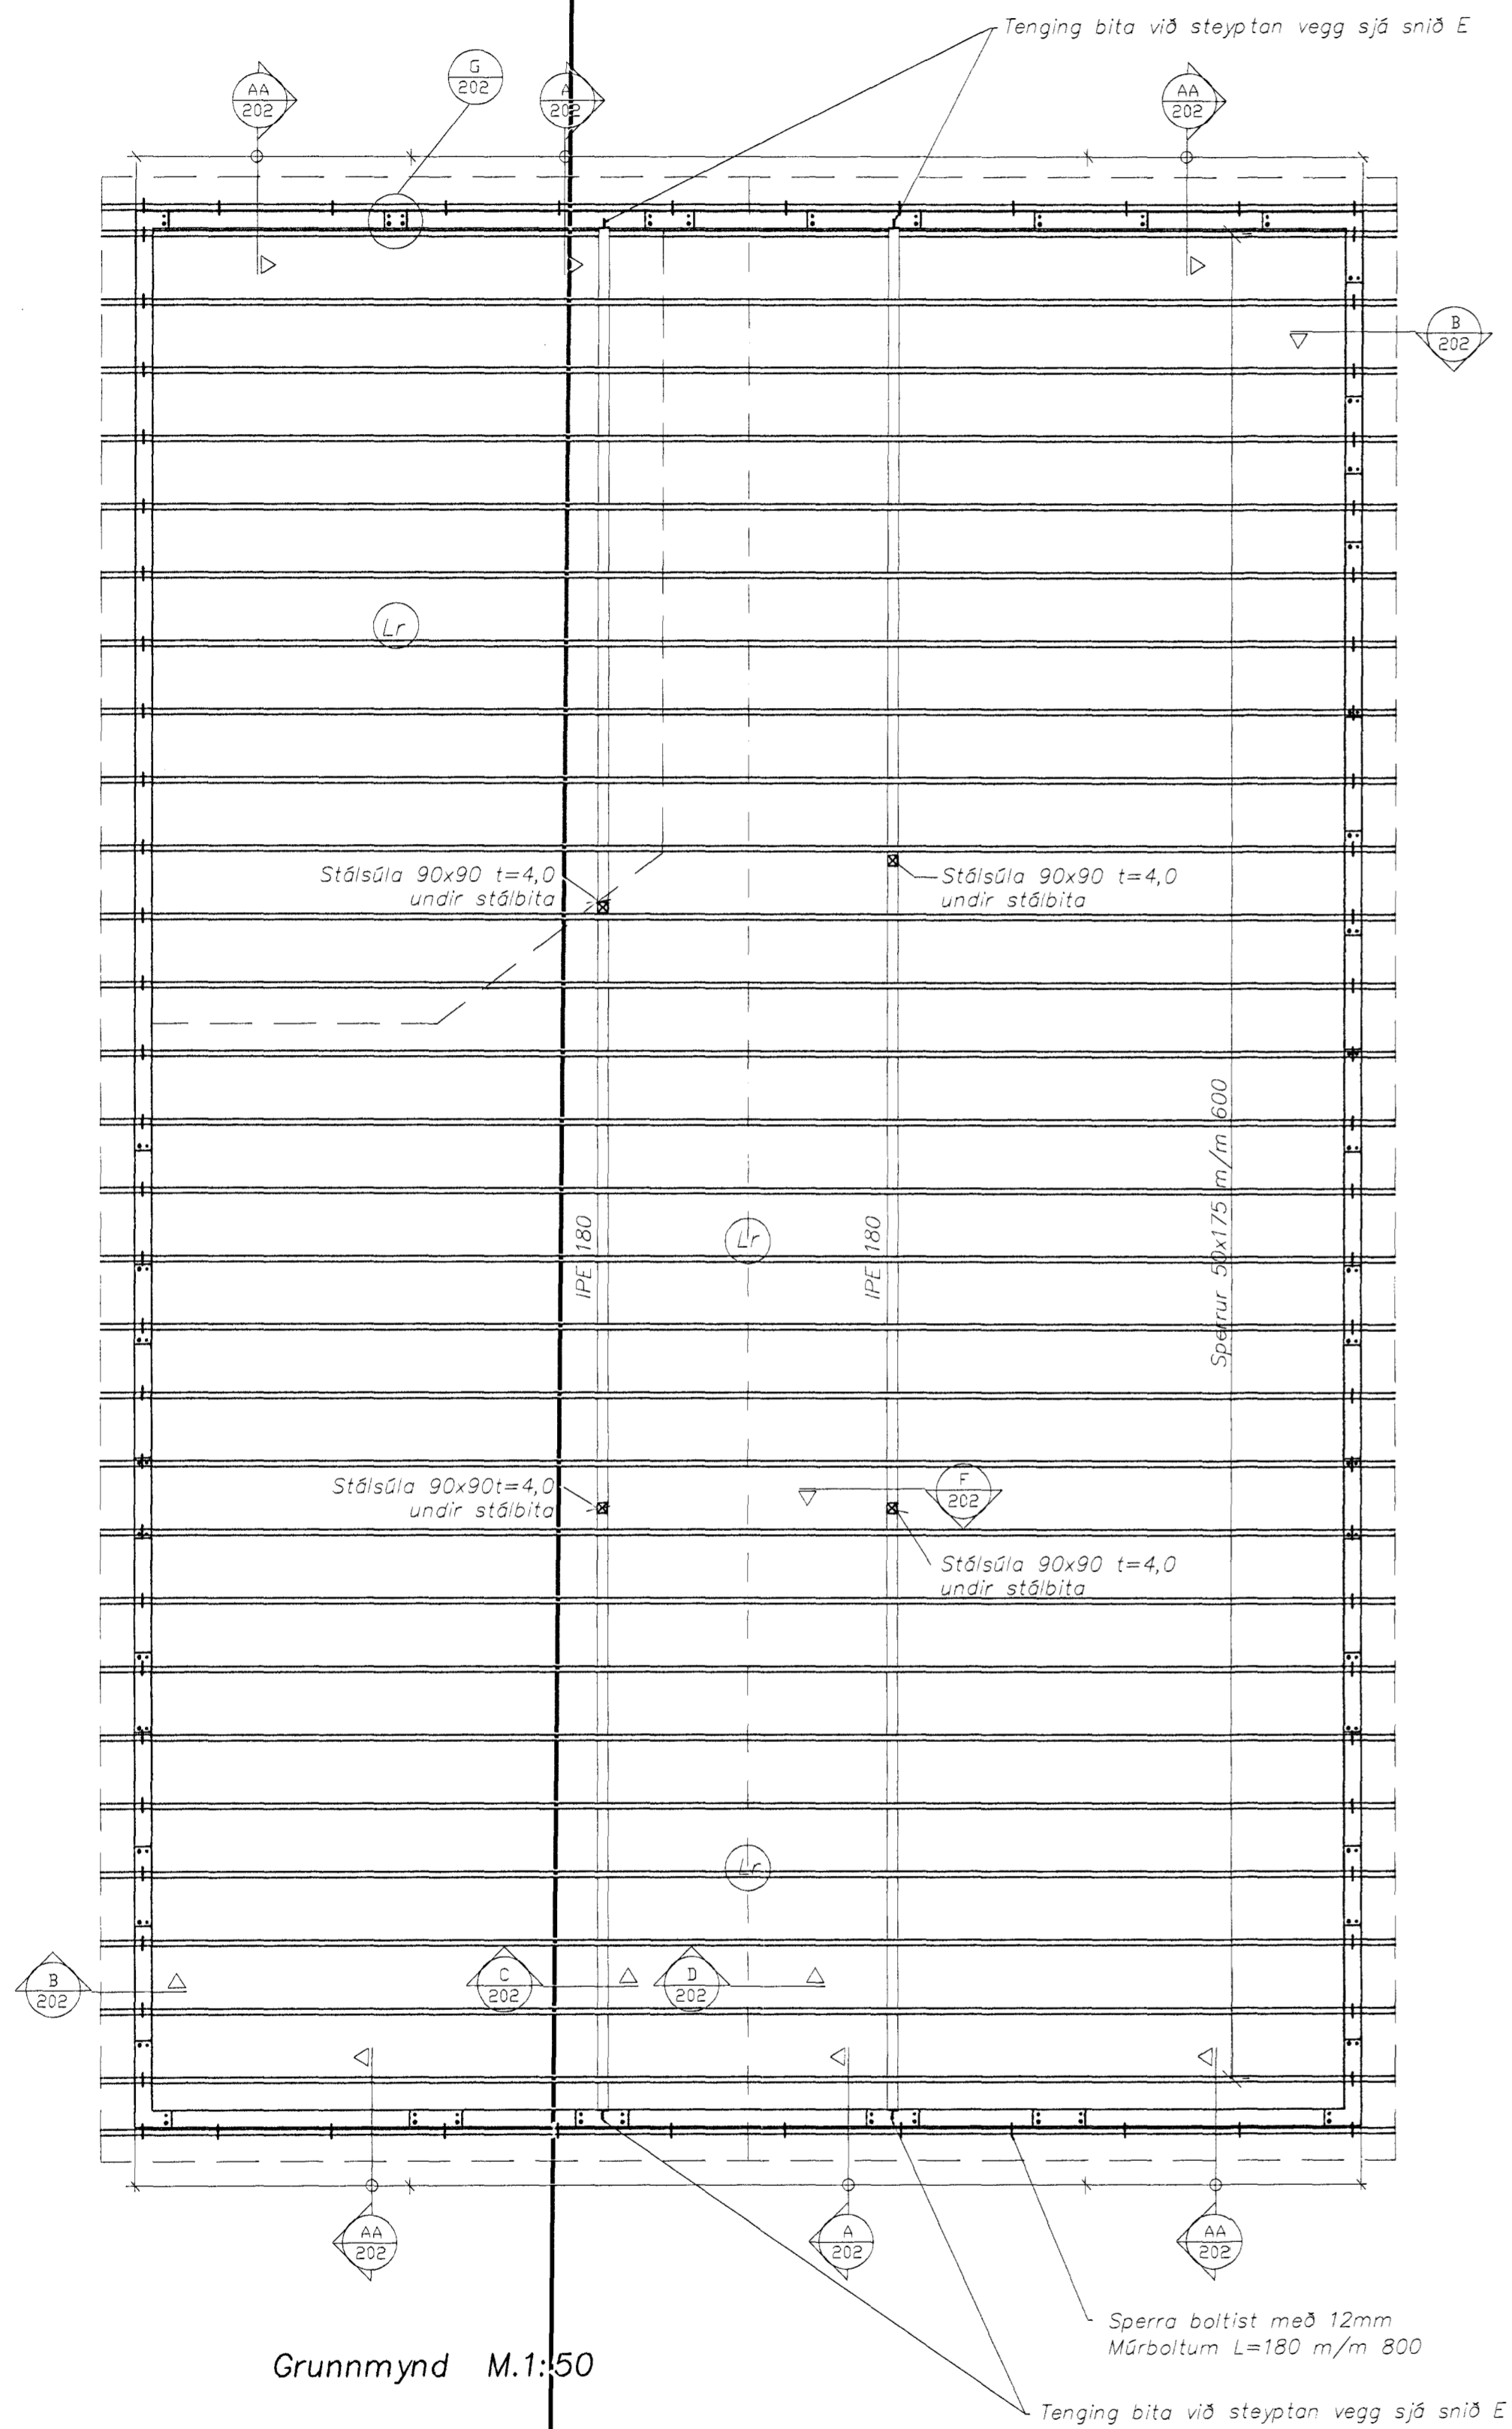 Tenging bita við steyptan vegg sjá snið E
G
202
AA
202
A
202
AA
202
B
202
Lr
Stálsúla 90x90 t=4,0
undir stálbita
Stálsúla 90x90 t=4,0
undir stálbita
Sperrur 50x175 m/m 600
IPE 180
Lr
IPE 180
Stálsúla 90x90t=4,0
undir stálbita
F
202
Stálsúla 90x90 t=4,0
undir stálbita
Lr
B
202
C
202
D
202
AA
202
A
202
AA
202
Sperra boltist með 12mm
Múrboltum L=180 m/m 800
Grunnmynd M.1:50
Tenging bita við steyptan vegg sjá snið E